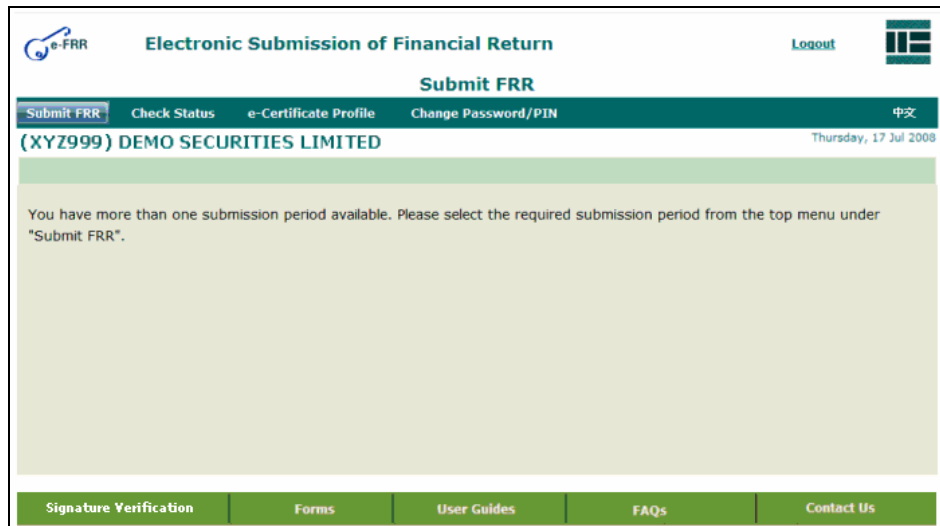 e-FRR
Electronic Submission of Financial Return
Logout
Submit FRR
Submit FRR Check Status e-Certificate Profile Change Password/PIN 中文
(XYZ999) DEMO SECURITIES LIMITED
Thursday, 17 Jul 2008
You have more than one submission period available. Please select the required submission period from the top menu under
"Submit FRR".
Signature Verification Forms User Guides FAQs Contact Us